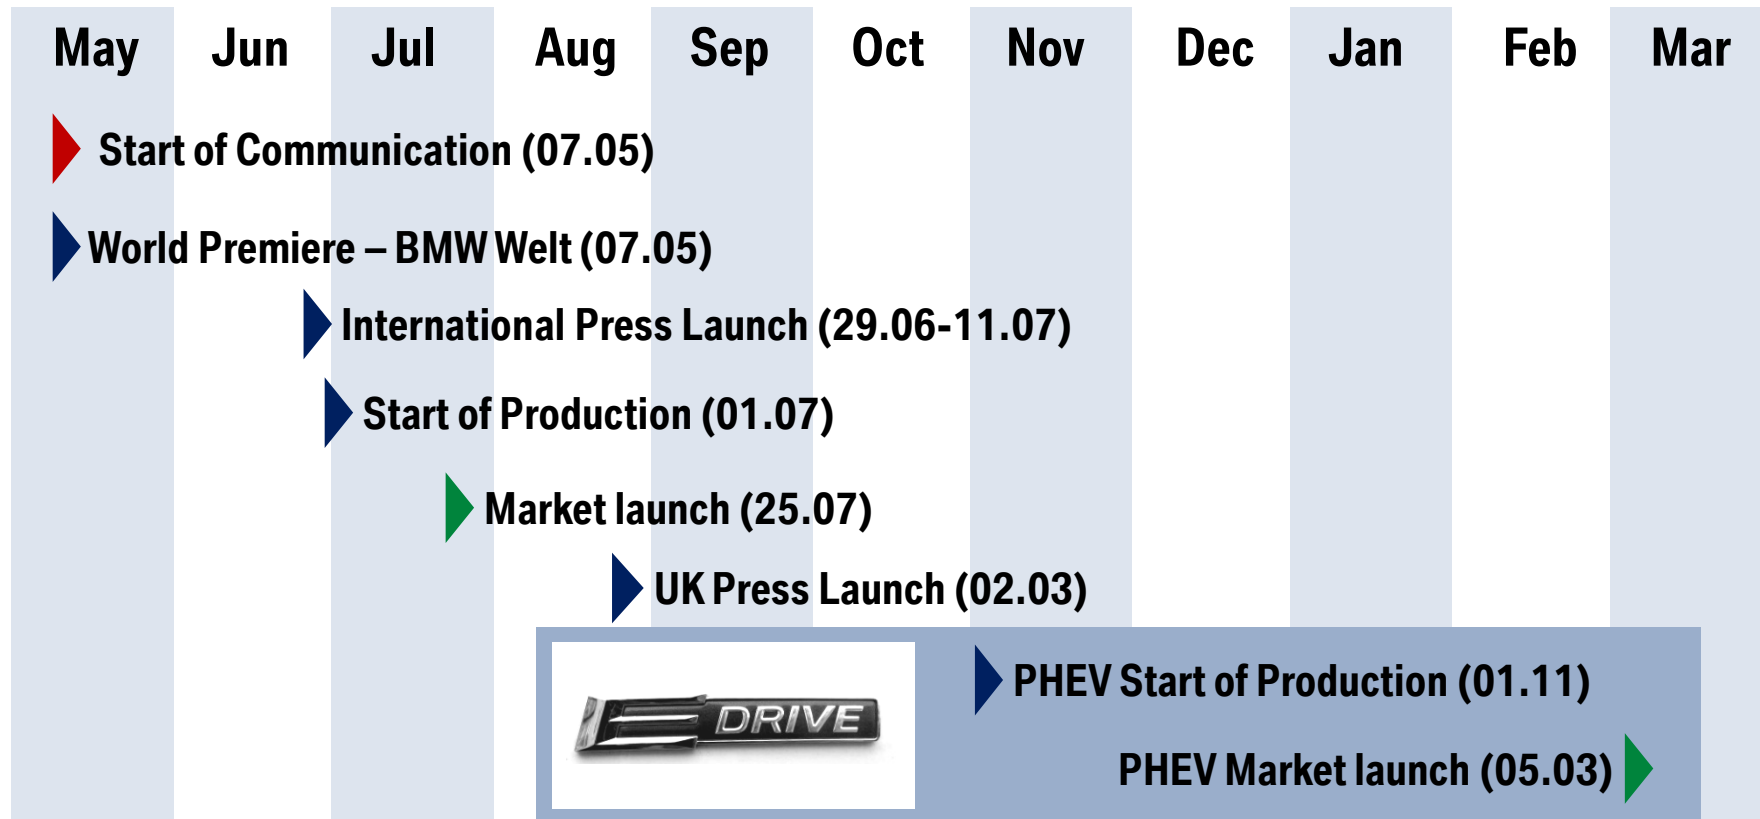 May Jun Jul Aug Sep Oct Nov Dec Jan Feb Mar
Start of Communication (07.05)
World Premiere – BMW Welt (07.05)
International Press Launch (29.06-11.07)
Start of Production (01.07)
Market launch (25.07)
UK Press Launch (02.03)
PHEV Start of Production (01.11)
E DRIVE
PHEV Market launch (05.03)